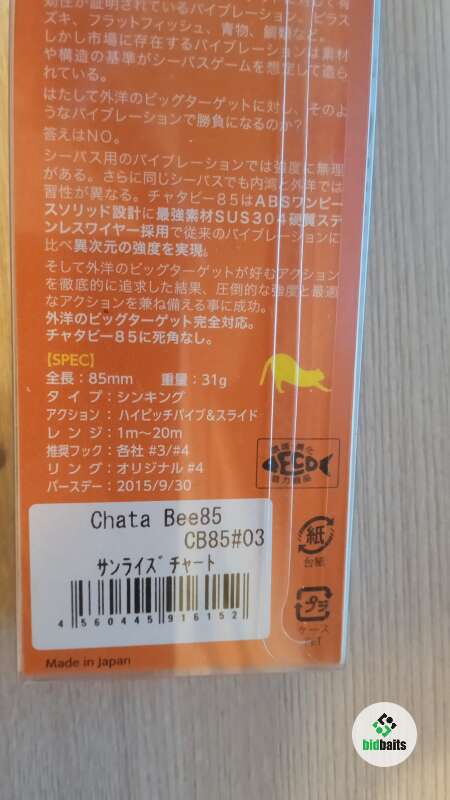 効性が証明されているバイブレーション。ヒラス
ズキ、フラットフィッシュ、青物、鯛類など。
しかし市場に存在するバイブレーションは素材
や構造の基準がシーバスゲームを想定して造ら
れている。
はたして外洋のビッグターゲットに対し、そのよ
うなバイブレーションで勝負になるのか?
答えはNO。
シーバス用のバイブレーションでは強度に無理
がある。さらに同じシーバスでも内湾と外洋では
習性が異なる。チャタビー85はABSワンピー
スソリッド設計に最強素材SUS304硬質ステ
ンレスワイヤー採用で従来のバイブレーションに
比べ異次元の強度を実現。
そして外洋のビッグターゲットが好むアクション
を徹底的に追求した結果、圧倒的な強度と最適
なアクションを兼ね備える事に成功。
外洋のビッグターゲット完全対応。
チャタビー85に死角なし。
【SPEC】
全長:85mm 重量:31g
タイプ:シンキング
アクション:ハイピッチバイブ&スライド
レンジ:1m~20m
推奨フック:各社 #3/#4
リング:オリジナル #4
バースデー:2015/9/30
ECO
Chata Bee85
CB85#03
サンライズチャート
4 560445 916152
紙
台紙
プラ
ケース
PET
Made in Japan
bidbaits